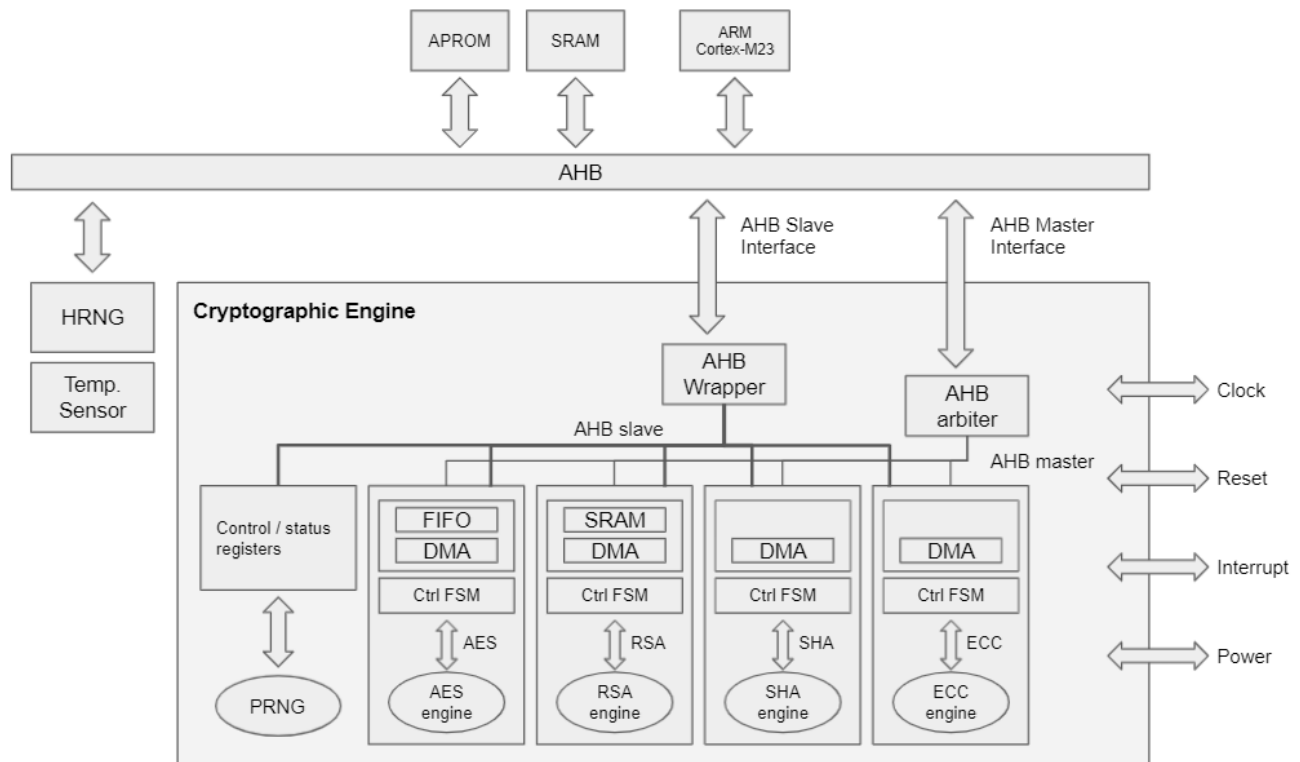 APROM
SRAM
ARM
Cortex-M23
AHB
AHB Slave
Interface
AHB Master
Interface
HRNG
Temp.
Sensor
Cryptographic Engine
AHB
Wrapper
AHB
arbiter
Clock
AHB slave
AHB master
Reset
Control / status
registers
FIFO
DMA
SRAM
DMA
DMA
DMA
Ctrl FSM
Ctrl FSM
Ctrl FSM
Ctrl FSM
Interrupt
AES
RSA
SHA
ECC
Power
PRNG
AES
engine
RSA
engine
SHA
engine
ECC
engine